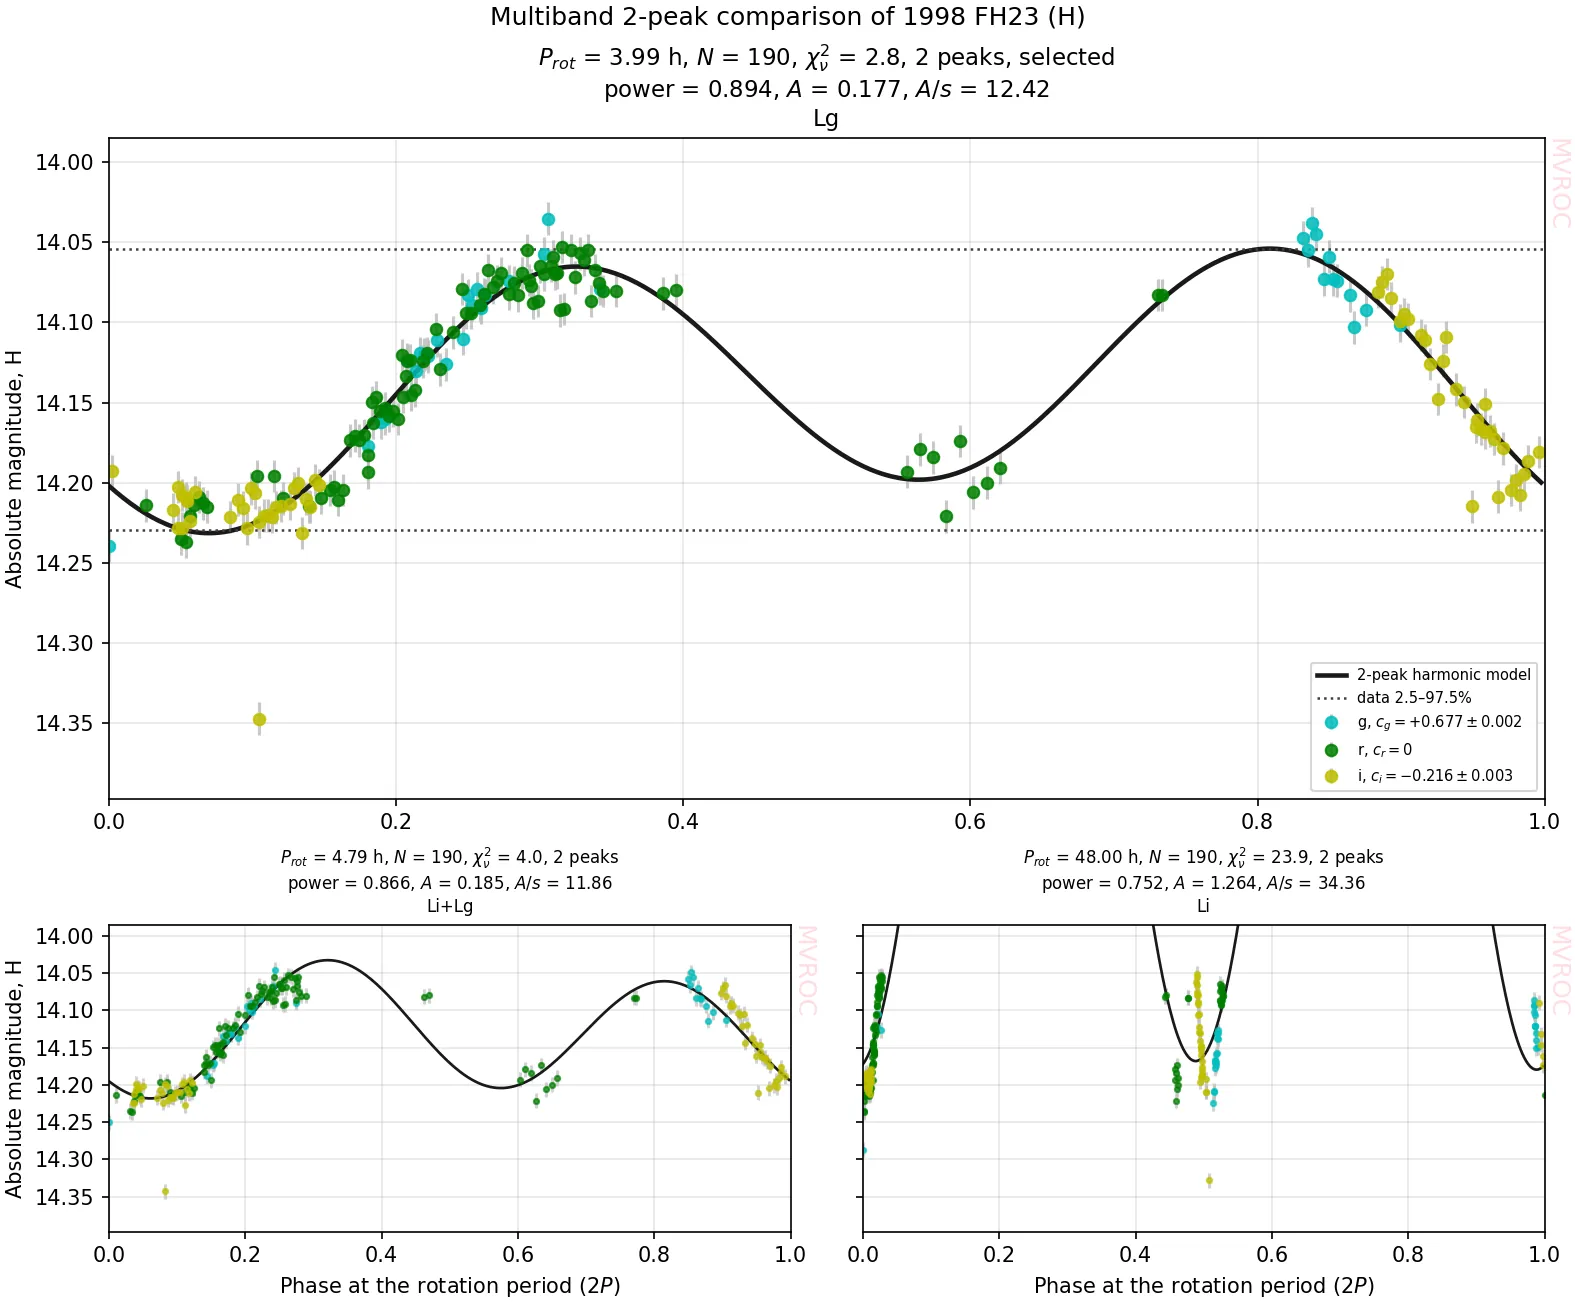 Multiband 2-peak comparison of 1998 FH23 (H)
P_rot = 3.99 h, N = 190, χ²_ν = 2.8, 2 peaks, selected
power = 0.894, A = 0.177, A/s = 12.42
Lg
MVROC
14.00
14.05
14.10
14.15
14.20
14.25
14.30
14.35
Absolute magnitude, H
2-peak harmonic model
data 2.5–97.5%
g, c_g = +0.677 ± 0.002
r, c_r = 0
i, c_i = −0.216 ± 0.003
0.0 0.2 0.4 0.6 0.8 1.0
P_rot = 4.79 h, N = 190, χ²_ν = 4.0, 2 peaks
power = 0.866, A = 0.185, A/s = 11.86
Li+Lg
MVROC
14.00
14.05
14.10
14.15
14.20
14.25
14.30
14.35
Absolute magnitude, H
0.0 0.2 0.4 0.6 0.8 1.0
Phase at the rotation period (2P)
P_rot = 48.00 h, N = 190, χ²_ν = 23.9, 2 peaks
power = 0.752, A = 1.264, A/s = 34.36
Li
MVROC
0.0 0.2 0.4 0.6 0.8 1.0
Phase at the rotation period (2P)